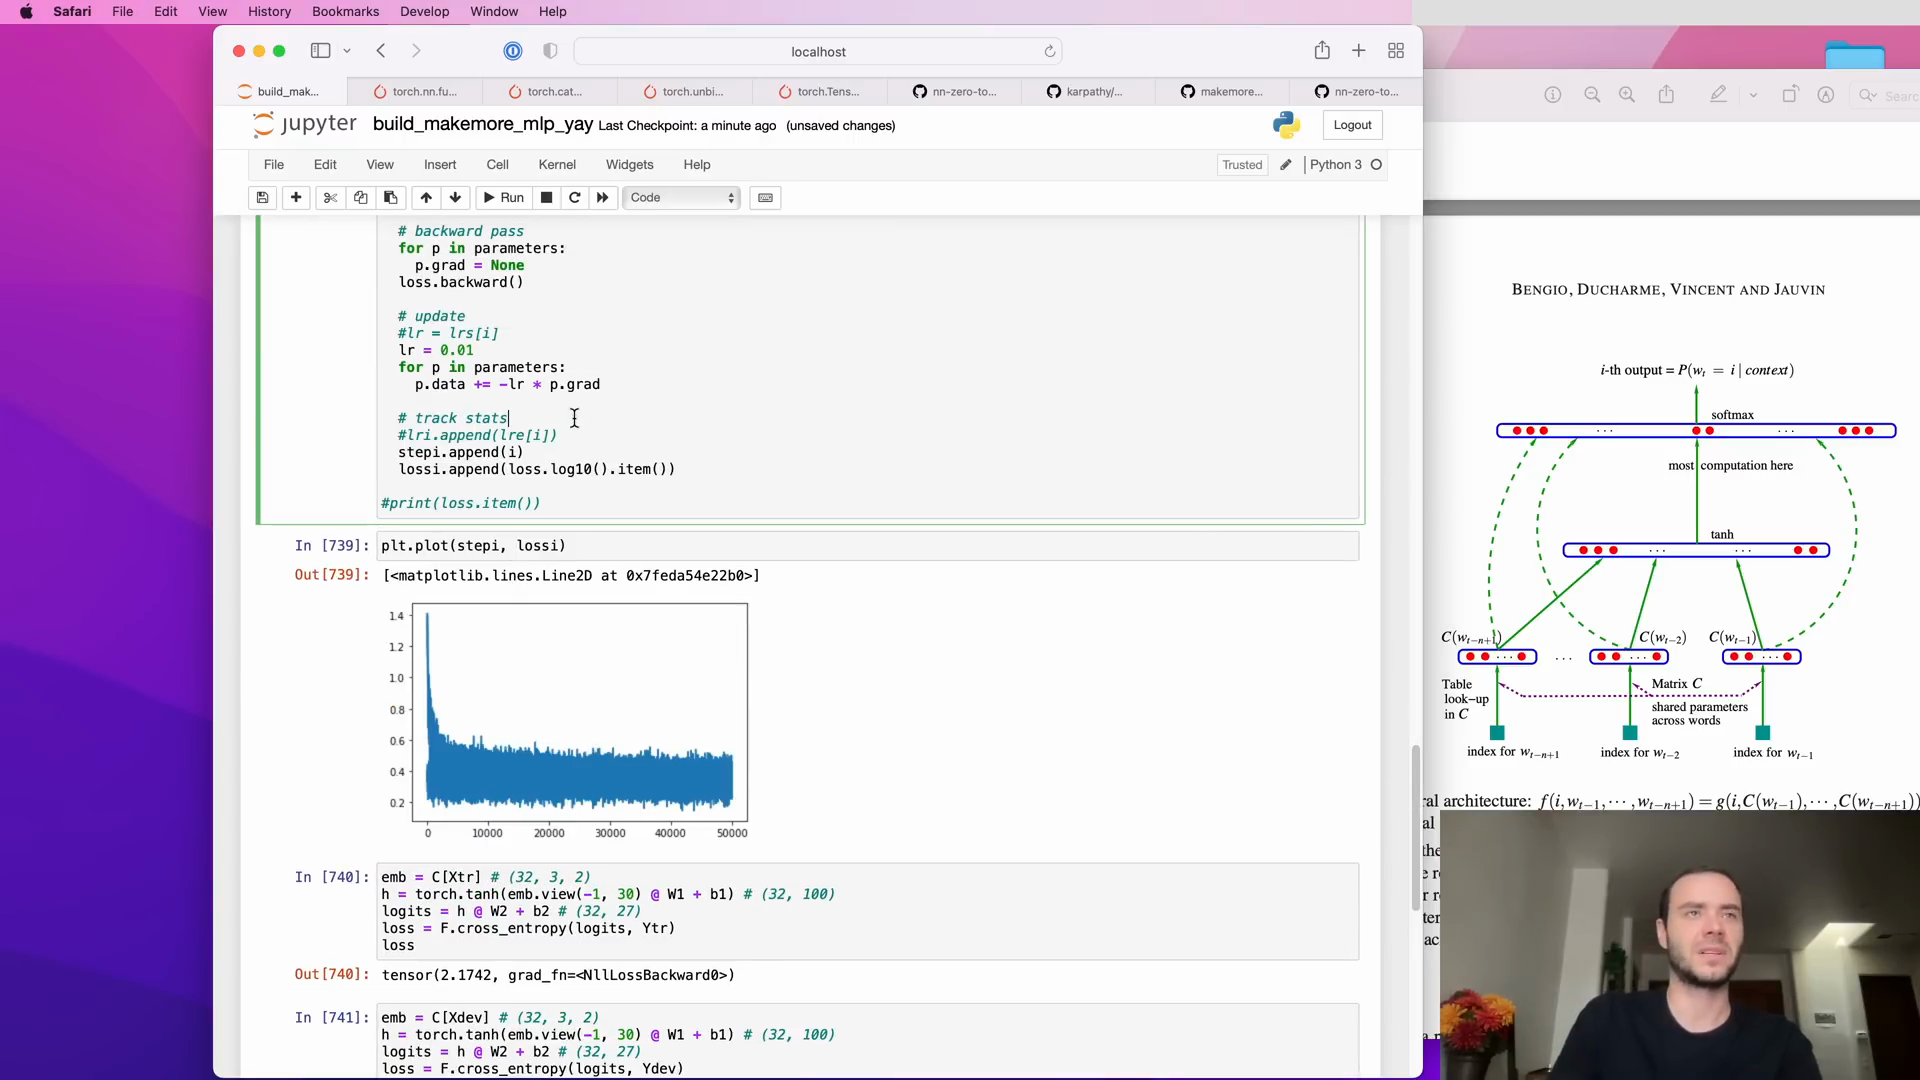 Safari File Edit View History Bookmarks Develop Window Help
localhost
build_mak... torch.nn.fu... torch.cat... torch.unbi... torch.Tens... nn-zero-to... karpathy/... makemore... nn-zero-to...
jupyter build_makemore_mlp_yay Last Checkpoint: a minute ago (unsaved changes) Logout
File Edit View Insert Cell Kernel Widgets Help Trusted Python 3
Run Code
# backward pass
for p in parameters:
p.grad = None
loss.backward()
# update
#lr = lrs[i]
lr = 0.01
for p in parameters:
p.data += -lr * p.grad
# track stats
#lri.append(lre[i])
stepi.append(i)
lossi.append(loss.log10().item())
#print(loss.item())
In [739]: plt.plot(stepi, lossi)
Out[739]: [<matplotlib.lines.Line2D at 0x7feda54e22b0>]
1.4
1.2
1.0
0.8
0.6
0.4
0.2
0 10000 20000 30000 40000 50000
In [740]: emb = C[Xtr] # (32, 3, 2)
h = torch.tanh(emb.view(-1, 30) @ W1 + b1) # (32, 100)
logits = h @ W2 + b2 # (32, 27)
loss = F.cross_entropy(logits, Ytr)
loss
Out[740]: tensor(2.1742, grad_fn=<NllLossBackward0>)
In [741]: emb = C[Xdev] # (32, 3, 2)
h = torch.tanh(emb.view(-1, 30) @ W1 + b1) # (32, 100)
logits = h @ W2 + b2 # (32, 27)
loss = F.cross_entropy(logits, Ydev)
Search
BENGIO, DUCHARME, VINCENT AND JAUVIN
i-th output = P(w_t = i | context)
softmax
. . . . . .
most computation here
tanh
. . . . . .
C(w_{t−n+1}) C(w_{t−2}) C(w_{t−1})
. . . . . . . . . . . .
Table
look−up
in C
Matrix C
shared parameters
across words
index for w_{t−n+1} index for w_{t−2} index for w_{t−1}
ral architecture: f(i, w_{t−1}, ··· , w_{t−n+1}) = g(i, C(w_{t−1}), ··· , C(w_{t−n+1}))